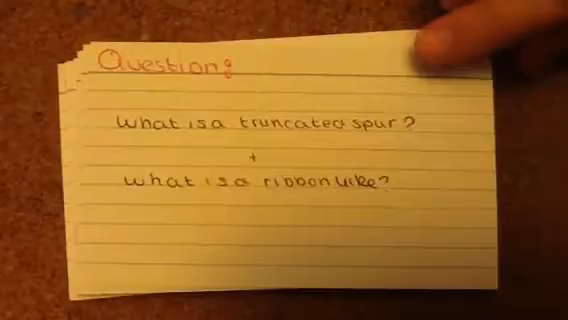 Question:
What is a truncated spur?
+
What is a ribbon lake?